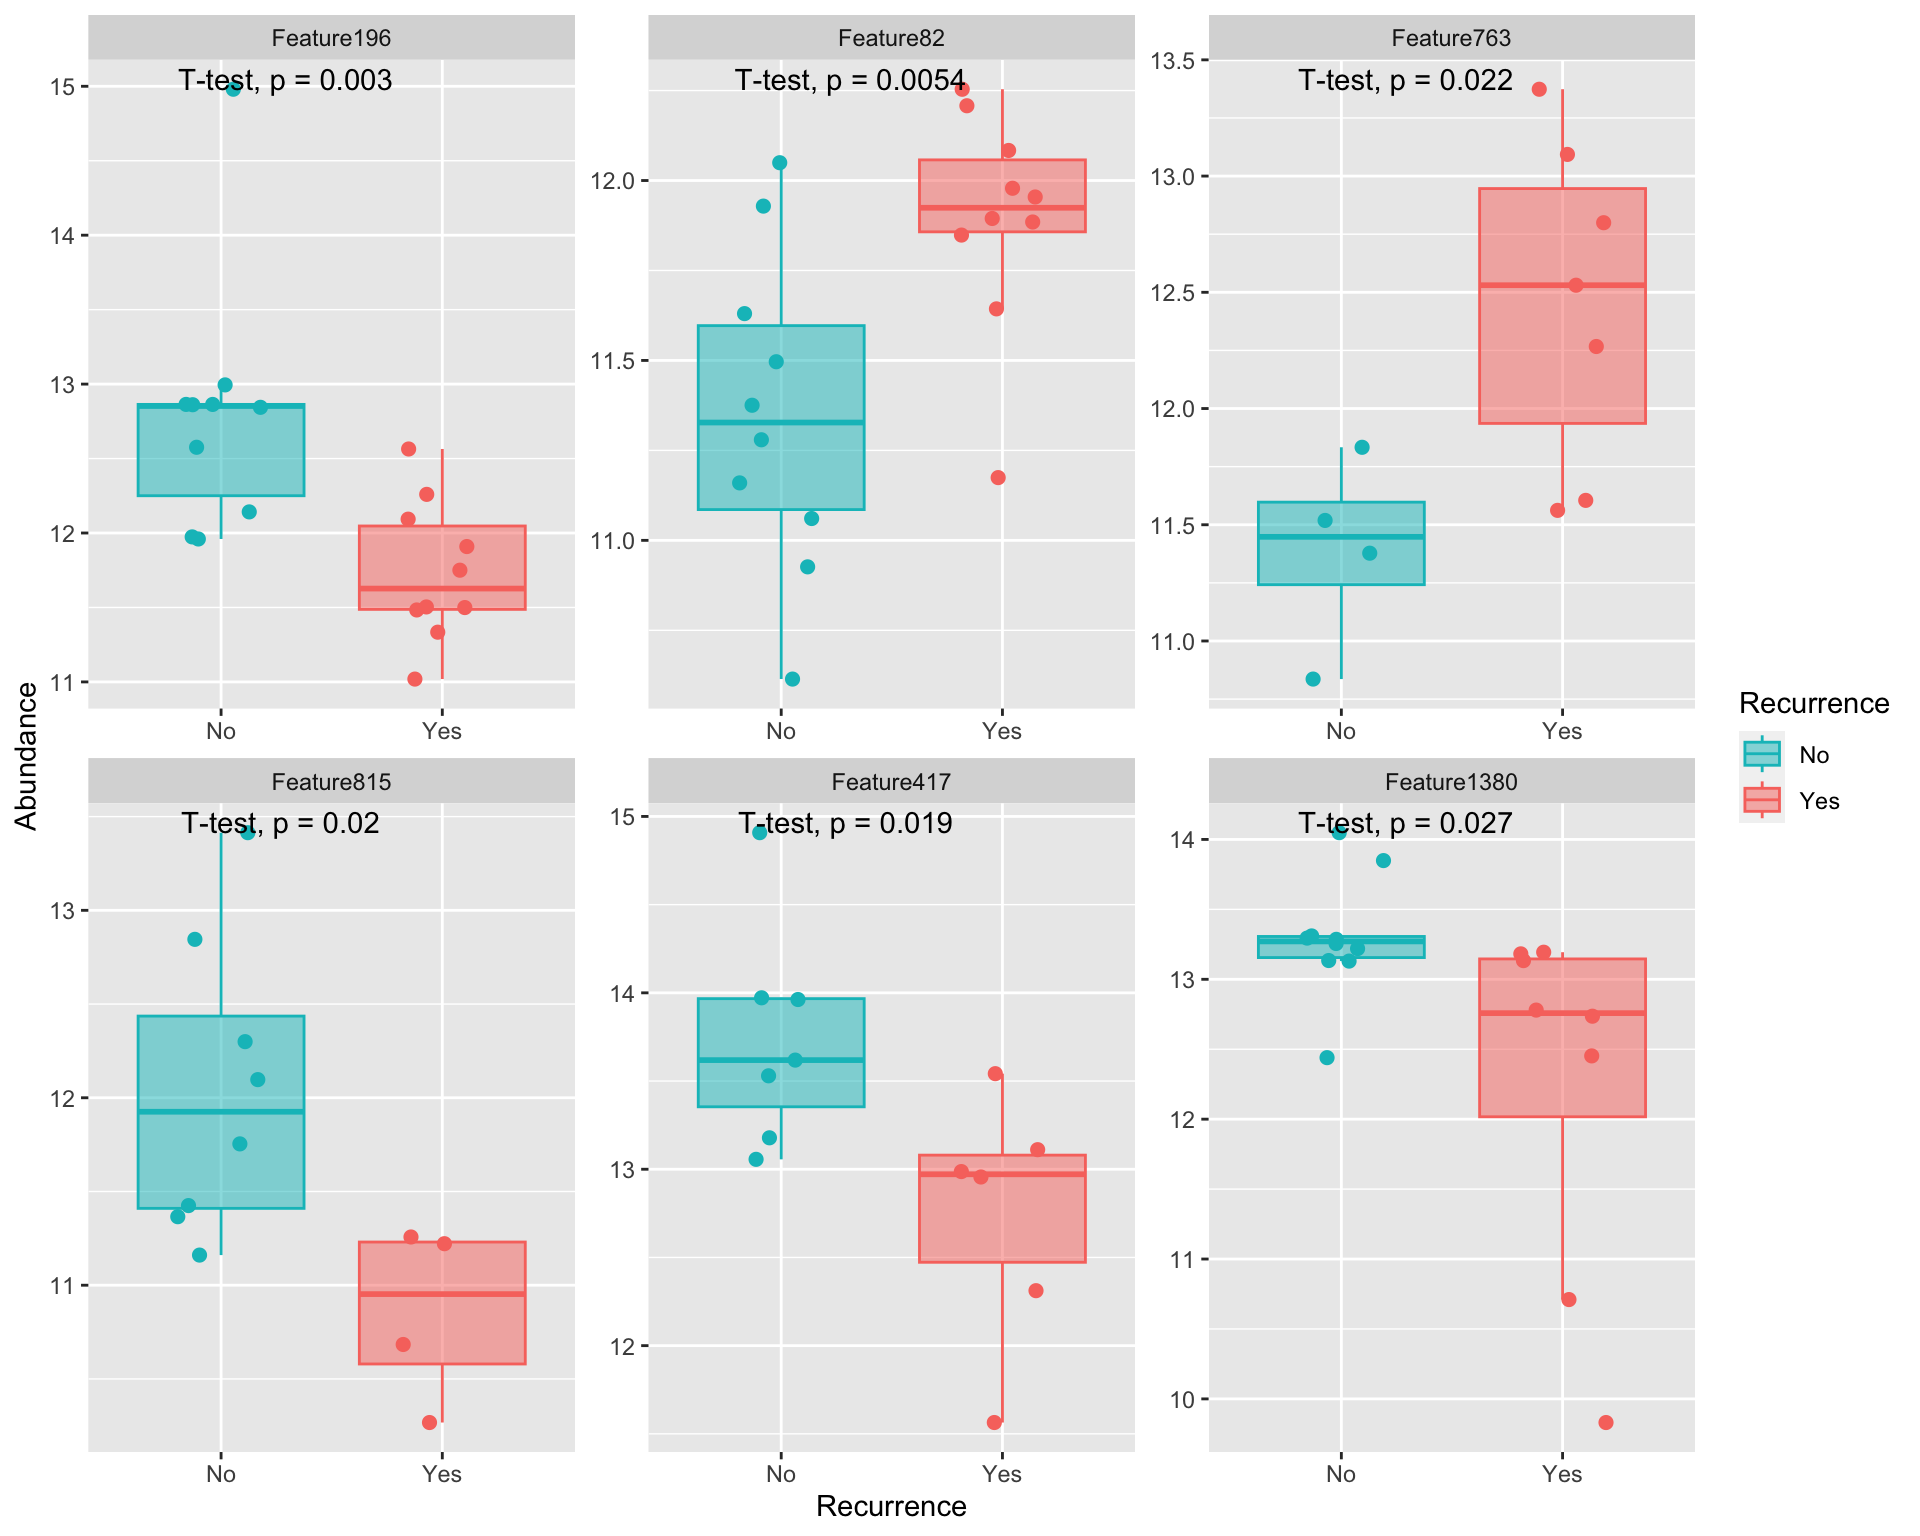 Feature196
Feature82
Feature763
T-test, p = 0.003
T-test, p = 0.0054
T-test, p = 0.022
15
14
13
12
11
12.0
11.5
11.0
13.5
13.0
12.5
12.0
11.5
11.0
No
Yes
No
Yes
No
Yes
Abundance
Feature815
Feature417
Feature1380
T-test, p = 0.02
T-test, p = 0.019
T-test, p = 0.027
13
12
11
15
14
13
12
14
13
12
11
10
No
Yes
No
Yes
No
Yes
Recurrence
Recurrence
No
Yes